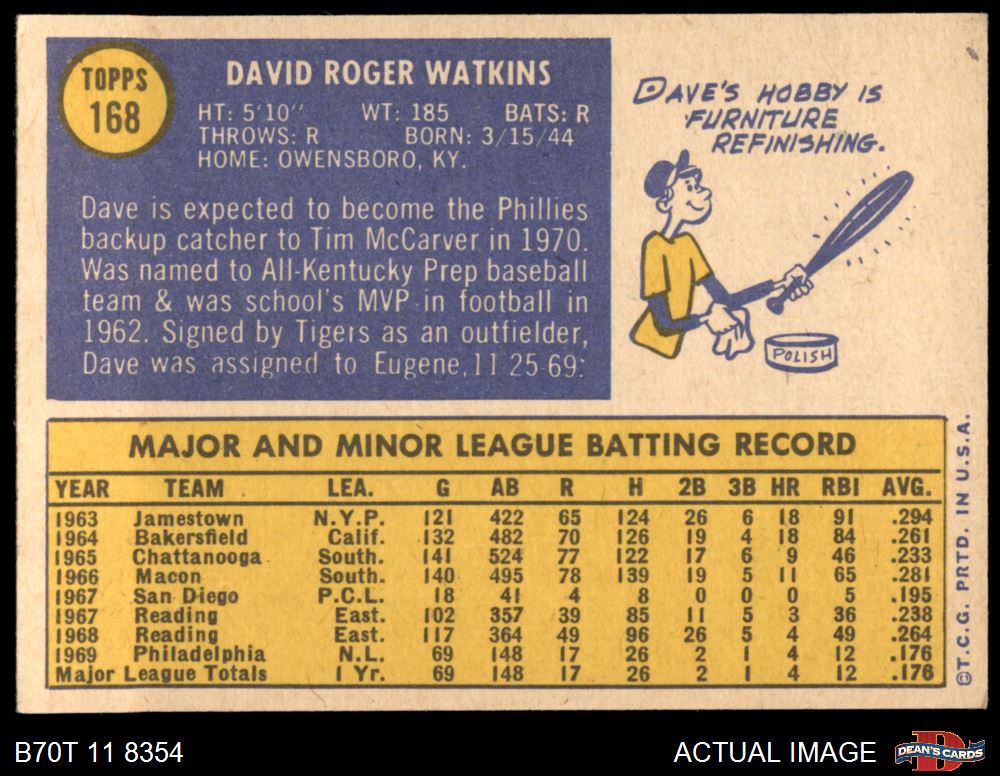 TOPPS
168
DAVID ROGER WATKINS
HT: 5'10" WT: 185 BATS: R
THROWS: R BORN: 3/15/44
HOME: OWENSBORO, KY.
Dave is expected to become the Phillies
backup catcher to Tim McCarver in 1970.
Was named to All-Kentucky Prep baseball
team & was school's MVP in football in
1962. Signed by Tigers as an outfielder,
Dave was assigned to Eugene, 11-25-69.
DAVE'S HOBBY IS
FURNITURE
REFINISHING.
POLISH
MAJOR AND MINOR LEAGUE BATTING RECORD
YEAR TEAM LEA. G AB R H 2B 3B HR RBI AVG.
1963 Jamestown N.Y.P. 121 422 65 124 26 6 18 91 .294
1964 Bakersfield Calif. 132 482 70 126 19 4 18 84 .261
1965 Chattanooga South. 141 524 77 122 17 6 9 46 .233
1966 Macon South. 140 495 78 139 19 5 11 65 .281
1967 San Diego P.C.L. 18 41 4 8 0 0 0 5 .195
1967 Reading East. 102 357 39 85 11 5 3 36 .238
1968 Reading East. 117 364 49 96 26 5 4 49 .264
1969 Philadelphia N.L. 69 148 17 26 2 1 4 12 .176
Major League Totals 1 Yr. 69 148 17 26 2 1 4 12 .176
©T.C.G. PRTD. IN U.S.A.
B70T 11 8354
ACTUAL IMAGE
DEAN'S CARDS